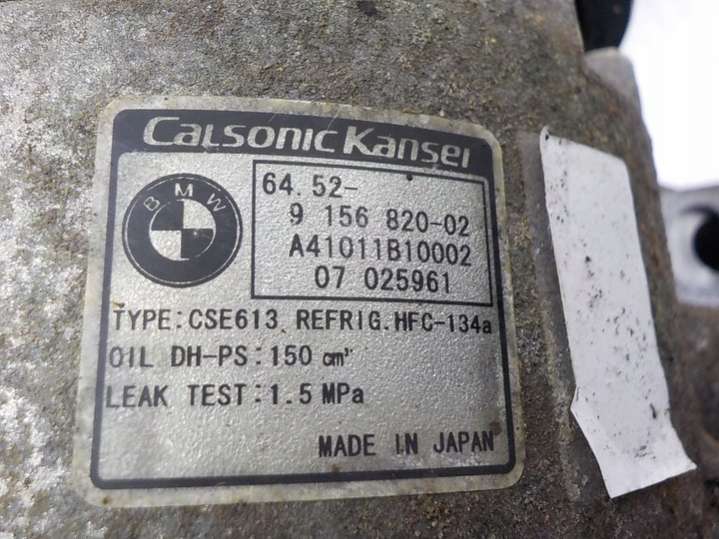 Calsonic Kansei
BMW
64.52-
9 156 820-02
A41011B10002
07 025961
TYPE:CSE613 REFRIG.HFC-134a
OIL DH-PS:150 cm³
LEAK TEST:1.5 MPa
MADE IN JAPAN